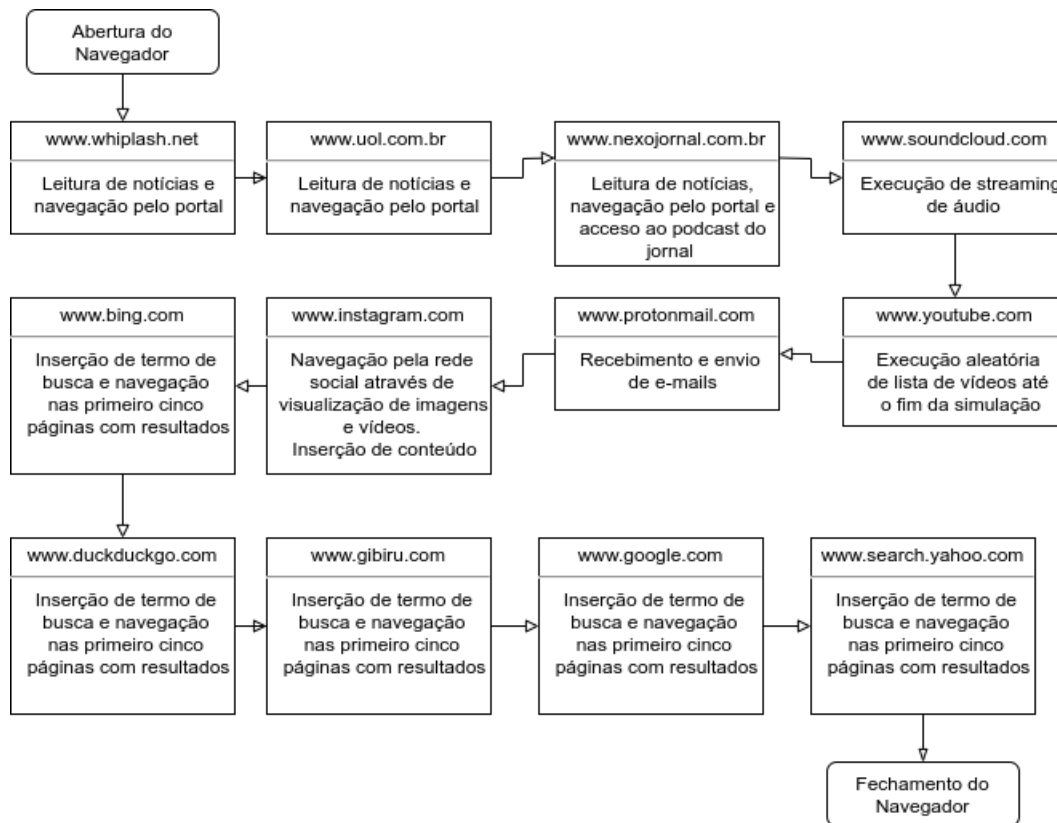 Abertura do
Navegador
www.whiplash.net
Leitura de notícias e
navegação pelo portal
www.uol.com.br
Leitura de notícias e
navegação pelo portal
www.nexojornal.com.br
Leitura de notícias,
navegação pelo portal e
acceso ao podcast do
jornal
www.soundcloud.com
Execução de streaming
de áudio
www.youtube.com
Execução aleatória
de lista de vídeos até
o fim da simulação
www.protonmail.com
Recebimento e envio
de e-mails
www.instagram.com
Navegação pela rede
social através de
visualização de imagens
e vídeos.
Inserção de conteúdo
www.bing.com
Inserção de termo de
busca e navegação
nas primeiro cinco
páginas com resultados
www.duckduckgo.com
Inserção de termo de
busca e navegação
nas primeiro cinco
páginas com resultados
www.gibiru.com
Inserção de termo de
busca e navegação
nas primeiro cinco
páginas com resultados
www.google.com
Inserção de termo de
busca e navegação
nas primeiro cinco
páginas com resultados
www.search.yahoo.com
Inserção de termo de
busca e navegação
nas primeiro cinco
páginas com resultados
Fechamento do
Navegador